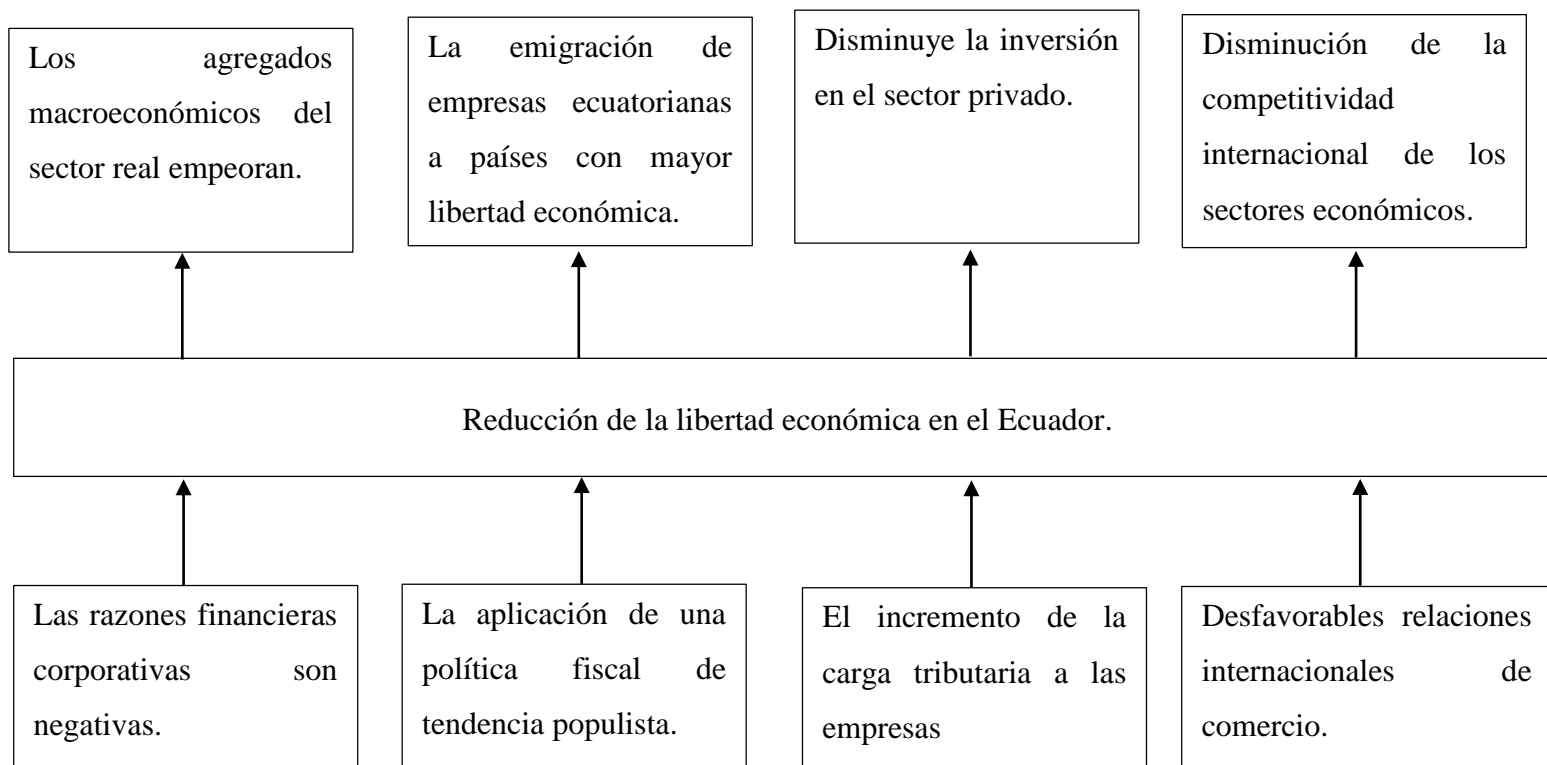 Los agregados
macroeconómicos del
sector real empeoran.
La emigración de
empresas ecuatorianas
a países con mayor
libertad económica.
Disminuye la inversión
en el sector privado.
Disminución de la
competitividad
internacional de los
sectores económicos.
Reducción de la libertad económica en el Ecuador.
Las razones financieras
corporativas son
negativas.
La aplicación de una
política fiscal de
tendencia populista.
El incremento de la
carga tributaria a las
empresas
Desfavorables relaciones
internacionales de
comercio.